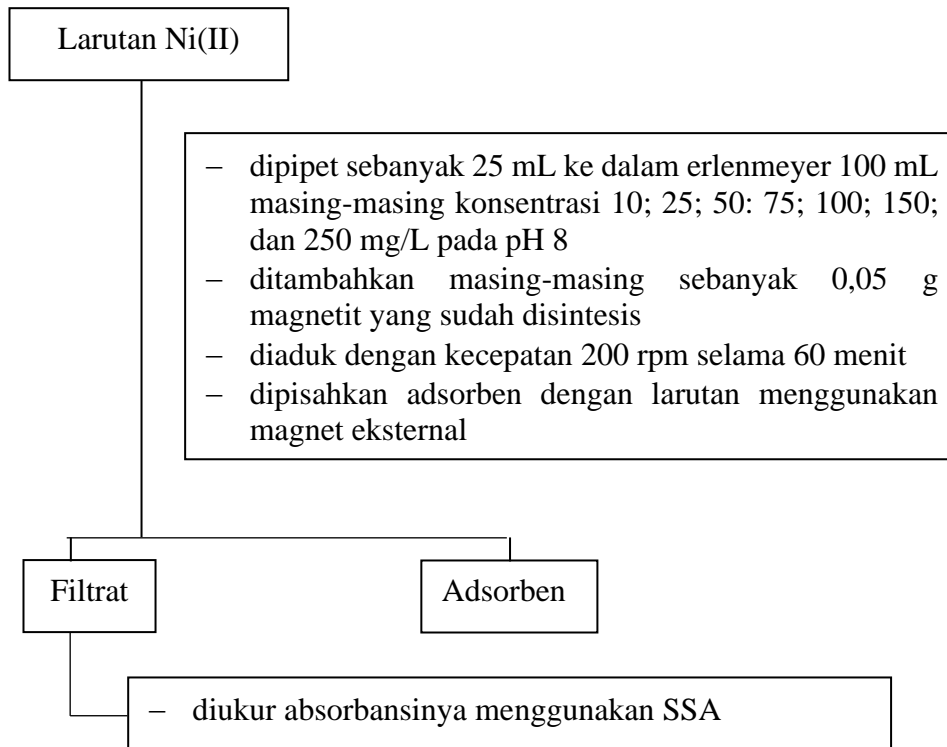 Larutan Ni(II)
– dipipet sebanyak 25 mL ke dalam erlenmeyer 100 mL
masing-masing konsentrasi 10; 25; 50: 75; 100; 150;
dan 250 mg/L pada pH 8
– ditambahkan masing-masing sebanyak 0,05 g
magnetit yang sudah disintesis
– diaduk dengan kecepatan 200 rpm selama 60 menit
– dipisahkan adsorben dengan larutan menggunakan
magnet eksternal
Filtrat
Adsorben
– diukur absorbansinya menggunakan SSA